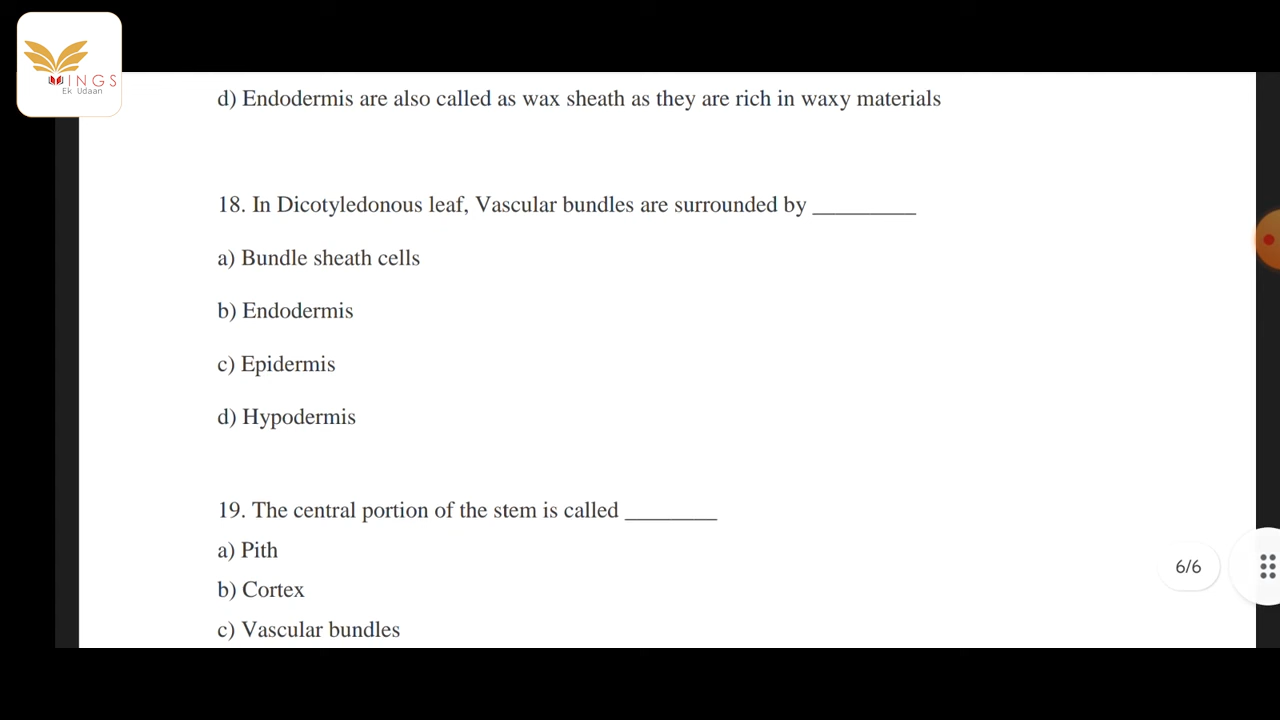 WINGS
Ek Udaan
d) Endodermis are also called as wax sheath as they are rich in waxy materials
18. In Dicotyledonous leaf, Vascular bundles are surrounded by _________
a) Bundle sheath cells
b) Endodermis
c) Epidermis
d) Hypodermis
19. The central portion of the stem is called ________
a) Pith
b) Cortex
c) Vascular bundles
6/6